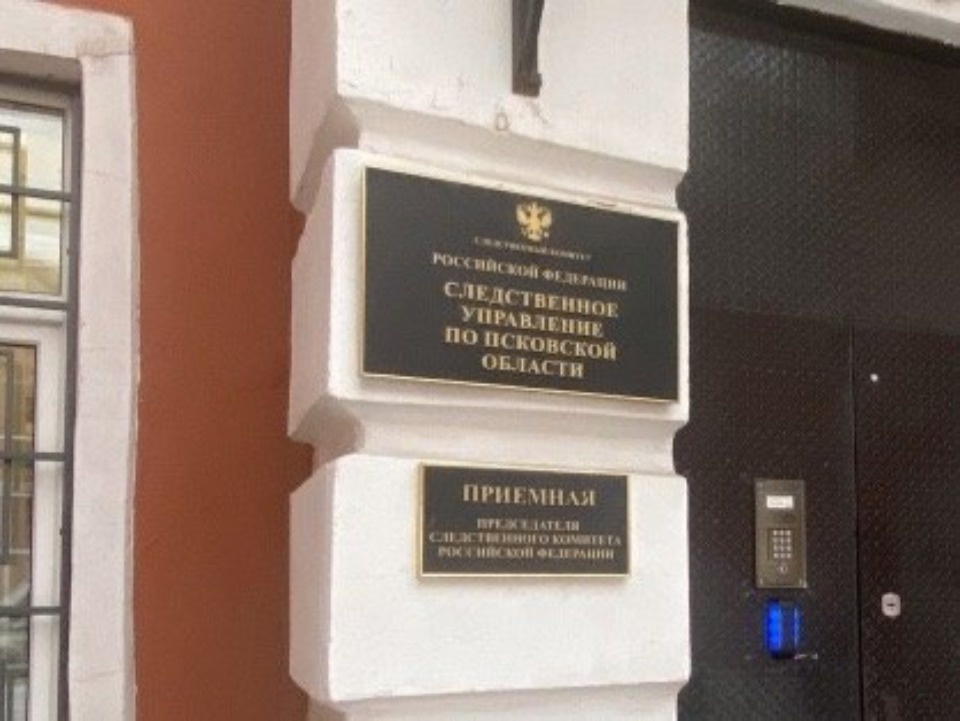 СЛЕДСТВЕННЫЙ КОМИТЕТ
РОССИЙСКОЙ ФЕДЕРАЦИИ
СЛЕДСТВЕННОЕ
УПРАВЛЕНИЕ
ПО ПСКОВСКОЙ
ОБЛАСТИ
ПРИЕМНАЯ
ПРЕДСЕДАТЕЛЯ
СЛЕДСТВЕННОГО КОМИТЕТА
РОССИЙСКОЙ ФЕДЕРАЦИИ